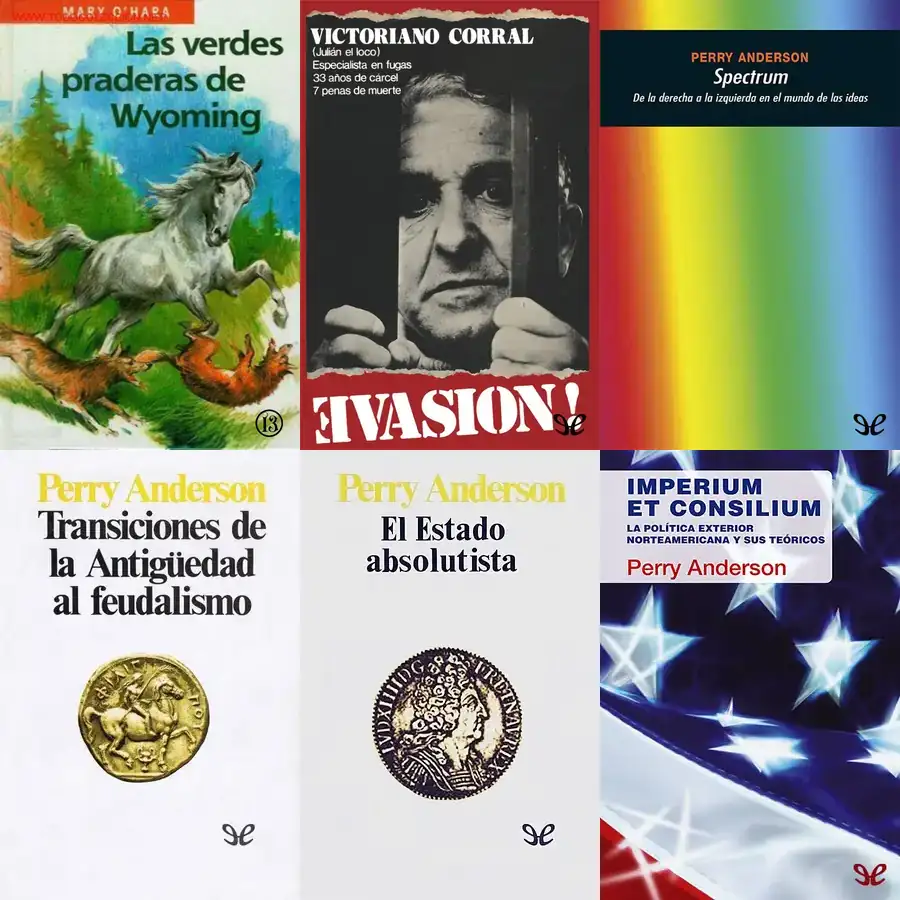 MARY O'HARA
Las verdes
praderas de
Wyoming
13
VICTORIANO CORRAL
(Julián el loco)
Especialista en fugas
33 años de cárcel
7 penas de muerte
EVASION!
PERRY ANDERSON
Spectrum
De la derecha a la izquierda en el mundo de las ideas
Perry Anderson
Transiciones de
la Antigüedad
al feudalismo
Perry Anderson
El Estado
absolutista
IMPERIUM
ET CONSILIUM
LA POLÍTICA EXTERIOR
NORTEAMERICANA Y SUS TEÓRICOS
Perry Anderson